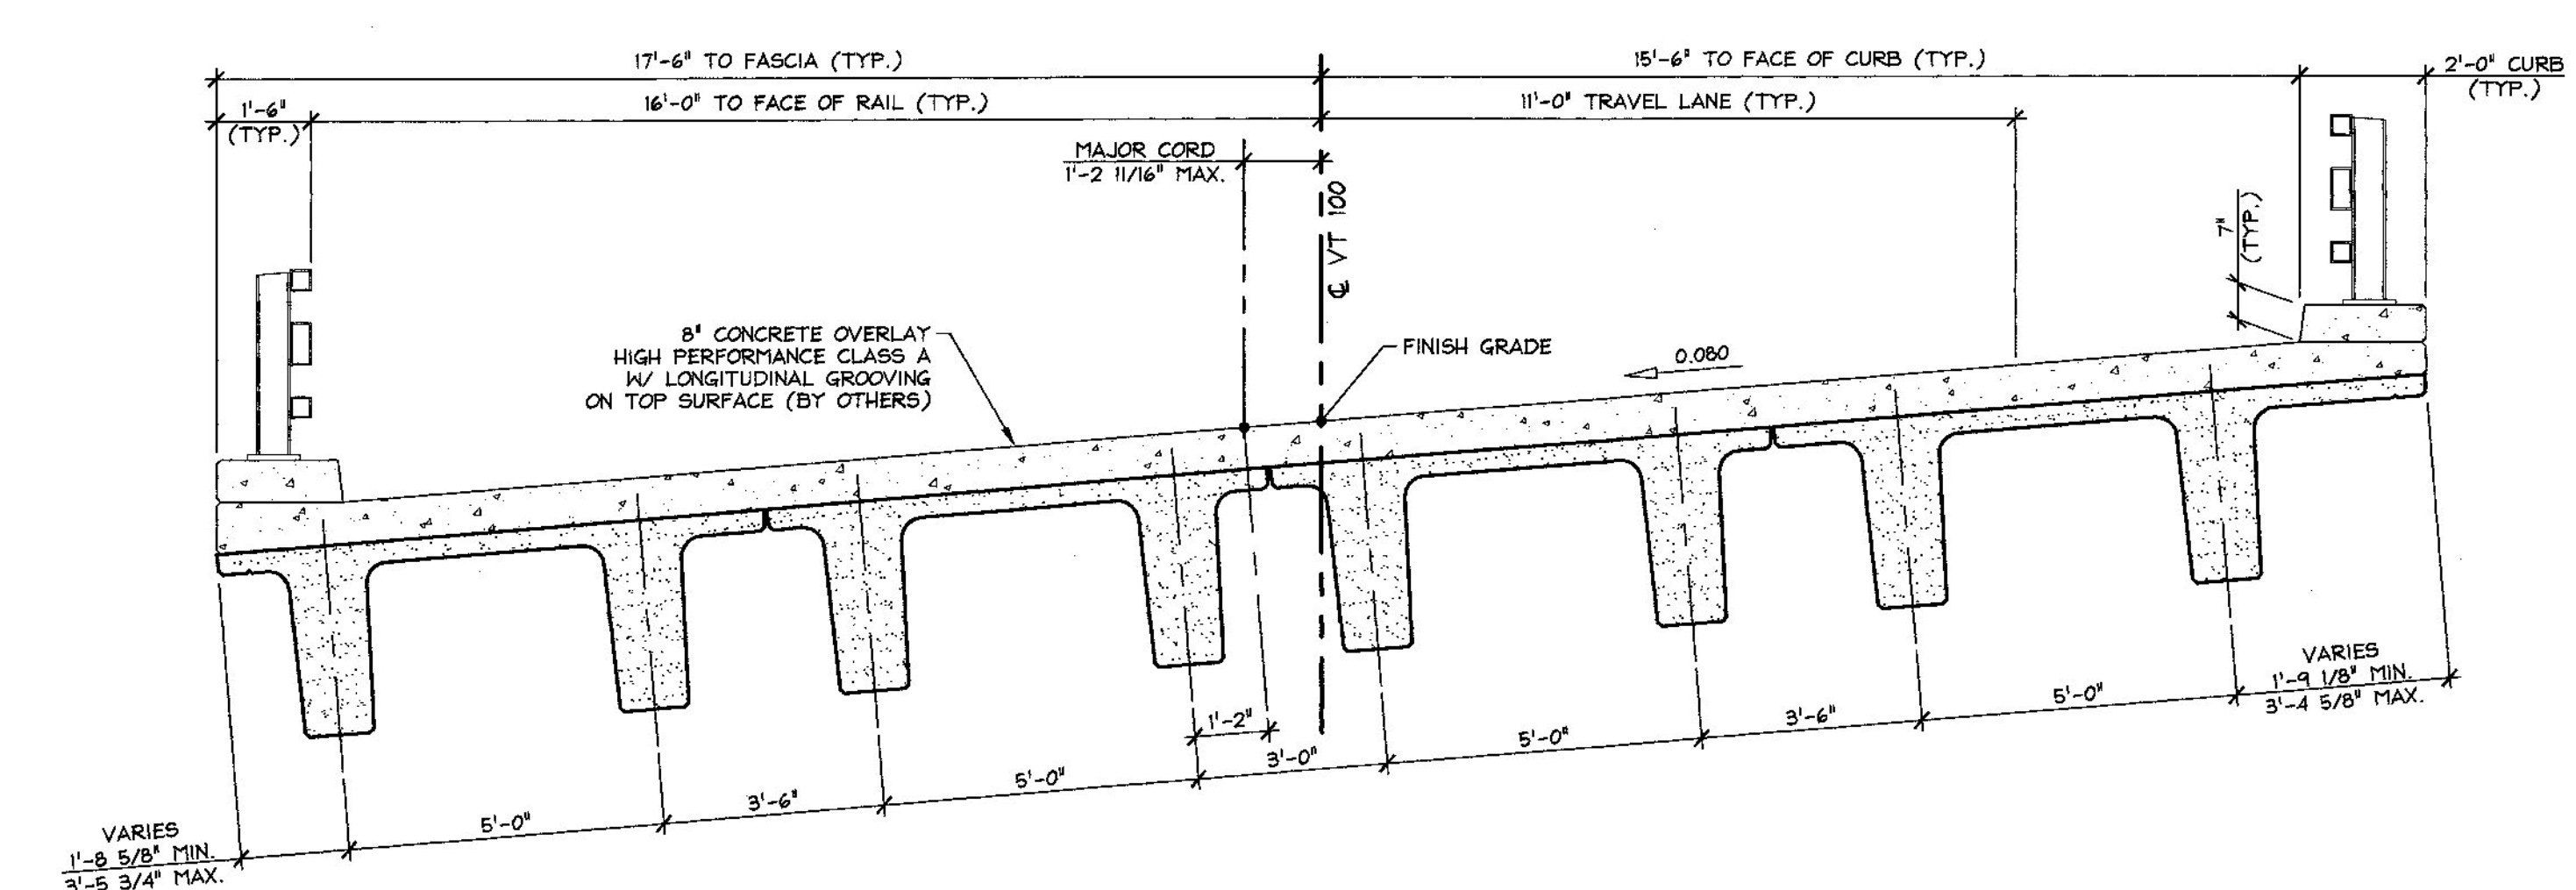 17'-6" TO FASCIA (TYP.)
15'-6" TO FACE OF CURB (TYP.)
2'-0" CURB
(TYP.)
1'-6"
(TYP.)
16'-0" TO FACE OF RAIL (TYP.)
11'-0" TRAVEL LANE (TYP.)
MAJOR CORD
1'-2 11/16" MAX.
℄ VT 100
7"
(TYP.)
8" CONCRETE OVERLAY
HIGH PERFORMANCE CLASS A
W/ LONGITUDINAL GROOVING
ON TOP SURFACE (BY OTHERS)
FINISH GRADE
0.080
VARIES
1'-8 5/8" MIN.
3'-5 3/4" MAX.
5'-0"
3'-6"
5'-0"
1'-2"
3'-0"
5'-0"
3'-6"
5'-0"
VARIES
1'-9 1/8" MIN.
3'-4 5/8" MAX.